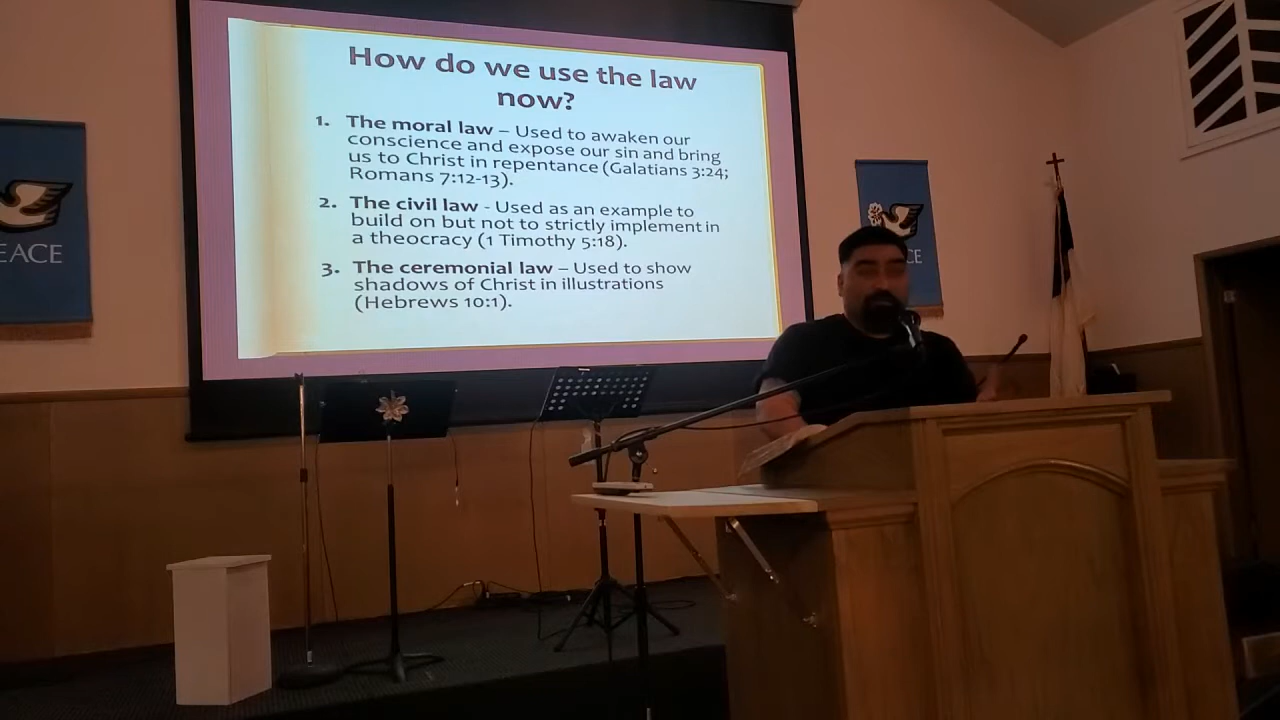 How do we use the law
now?
1. The moral law – Used to awaken our
conscience and expose our sin and bring
us to Christ in repentance (Galatians 3:24;
Romans 7:12-13).
2. The civil law - Used as an example to
build on but not to strictly implement in
a theocracy (1 Timothy 5:18).
3. The ceremonial law – Used to show
shadows of Christ in illustrations
(Hebrews 10:1).
EACE
CE